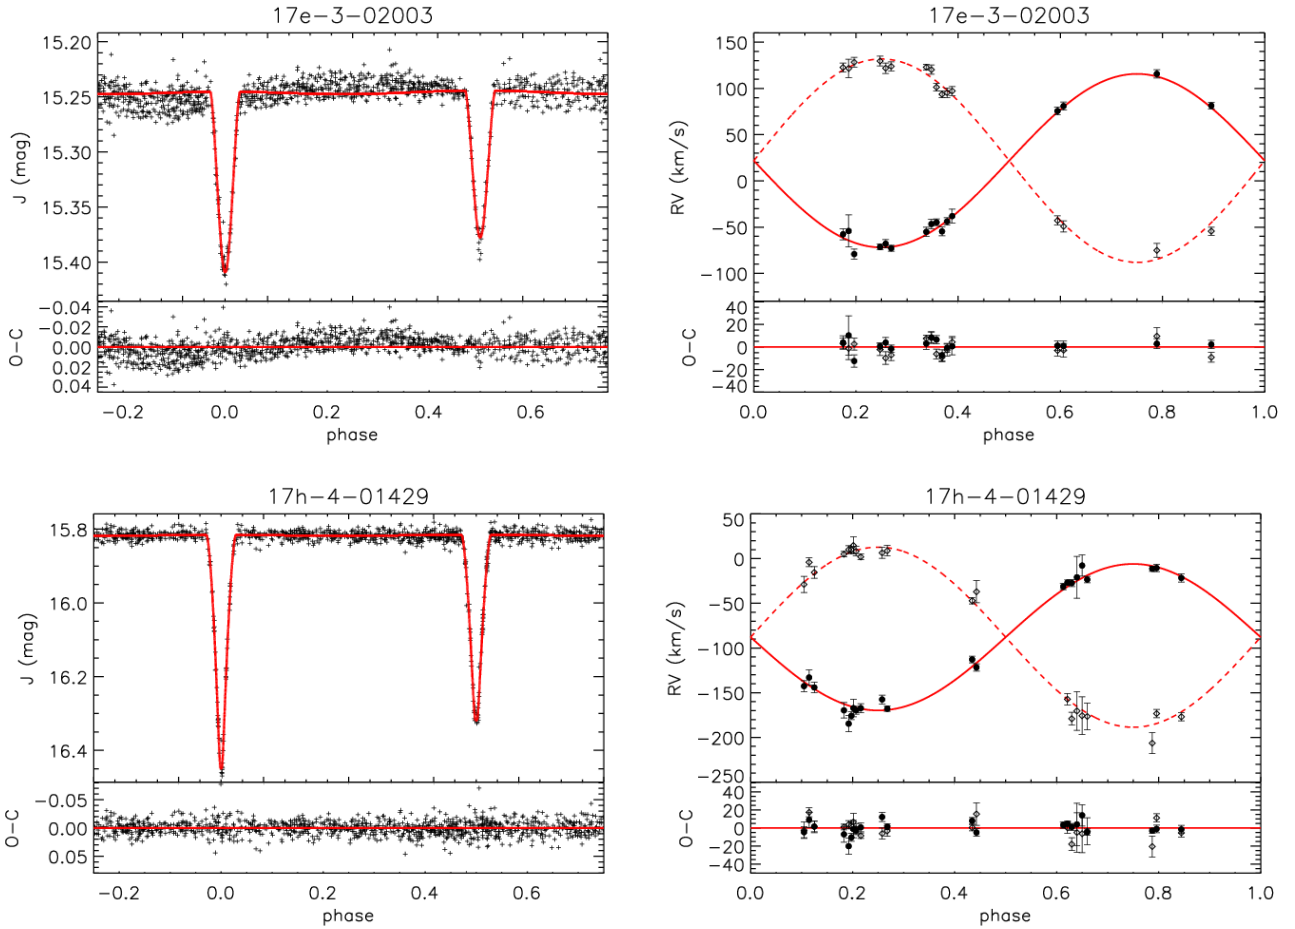 17e-3-02003
15.20
15.25
15.30
15.35
15.40
J (mag)
-0.04
-0.02
0.00
0.02
0.04
O-C
-0.2 0.0 0.2 0.4 0.6
phase
17e-3-02003
150
100
50
0
-50
-100
RV (km/s)
40
20
0
-20
-40
O-C
0.0 0.2 0.4 0.6 0.8 1.0
phase
17h-4-01429
15.8
16.0
16.2
16.4
J (mag)
-0.05
0.00
0.05
O-C
-0.2 0.0 0.2 0.4 0.6
phase
17h-4-01429
50
0
-50
-100
-150
-200
-250
RV (km/s)
40
20
0
-20
-40
O-C
0.0 0.2 0.4 0.6 0.8 1.0
phase